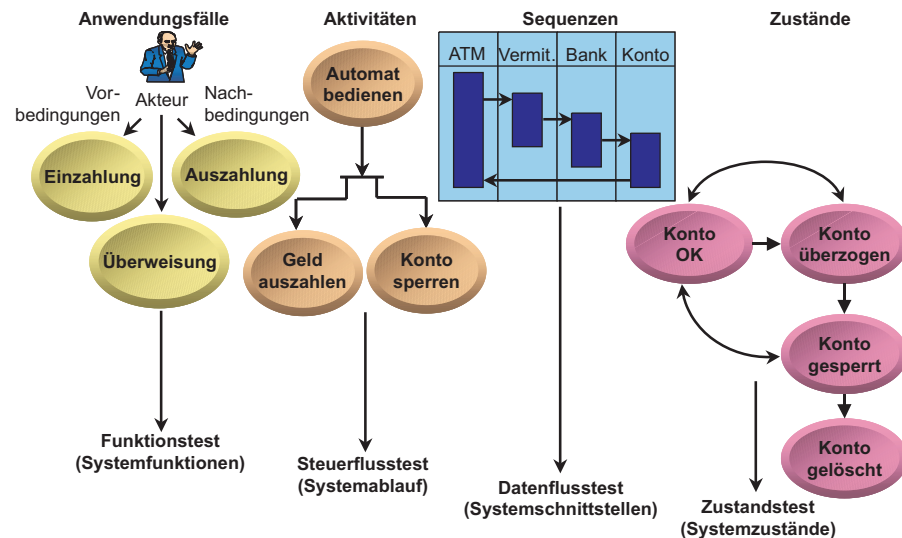 Anwendungsfälle
Vor-
bedingungen
Akteur
Nach-
bedingungen
Einzahlung
Auszahlung
Überweisung
Funktionstest
(Systemfunktionen)
Aktivitäten
Automat
bedienen
Geld
auszahlen
Konto
sperren
Steuerflusstest
(Systemablauf)
Sequenzen
ATM
Vermit.
Bank
Konto
Datenflusstest
(Systemschnittstellen)
Zustände
Konto
OK
Konto
überzogen
Konto
gesperrt
Konto
gelöscht
Zustandstest
(Systemzustände)